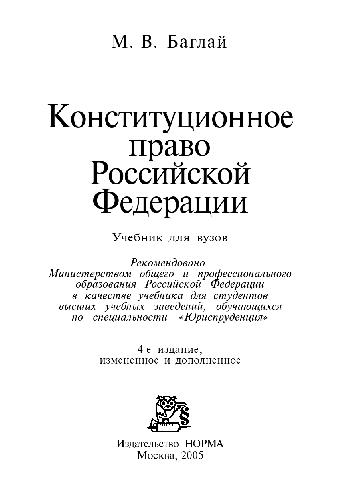 М. В. Баглай
Конституционное
право
Российской
Федерации
Учебник для вузов
Рекомендовано
Министерством общего и профессионального
образования Российской Федерации
в качестве учебника для студентов
высших учебных заведений, обучающихся
по специальности «Юриспруденция»
4-е издание,
измененное и дополненное
Издательство НОРМА
Москва, 2005